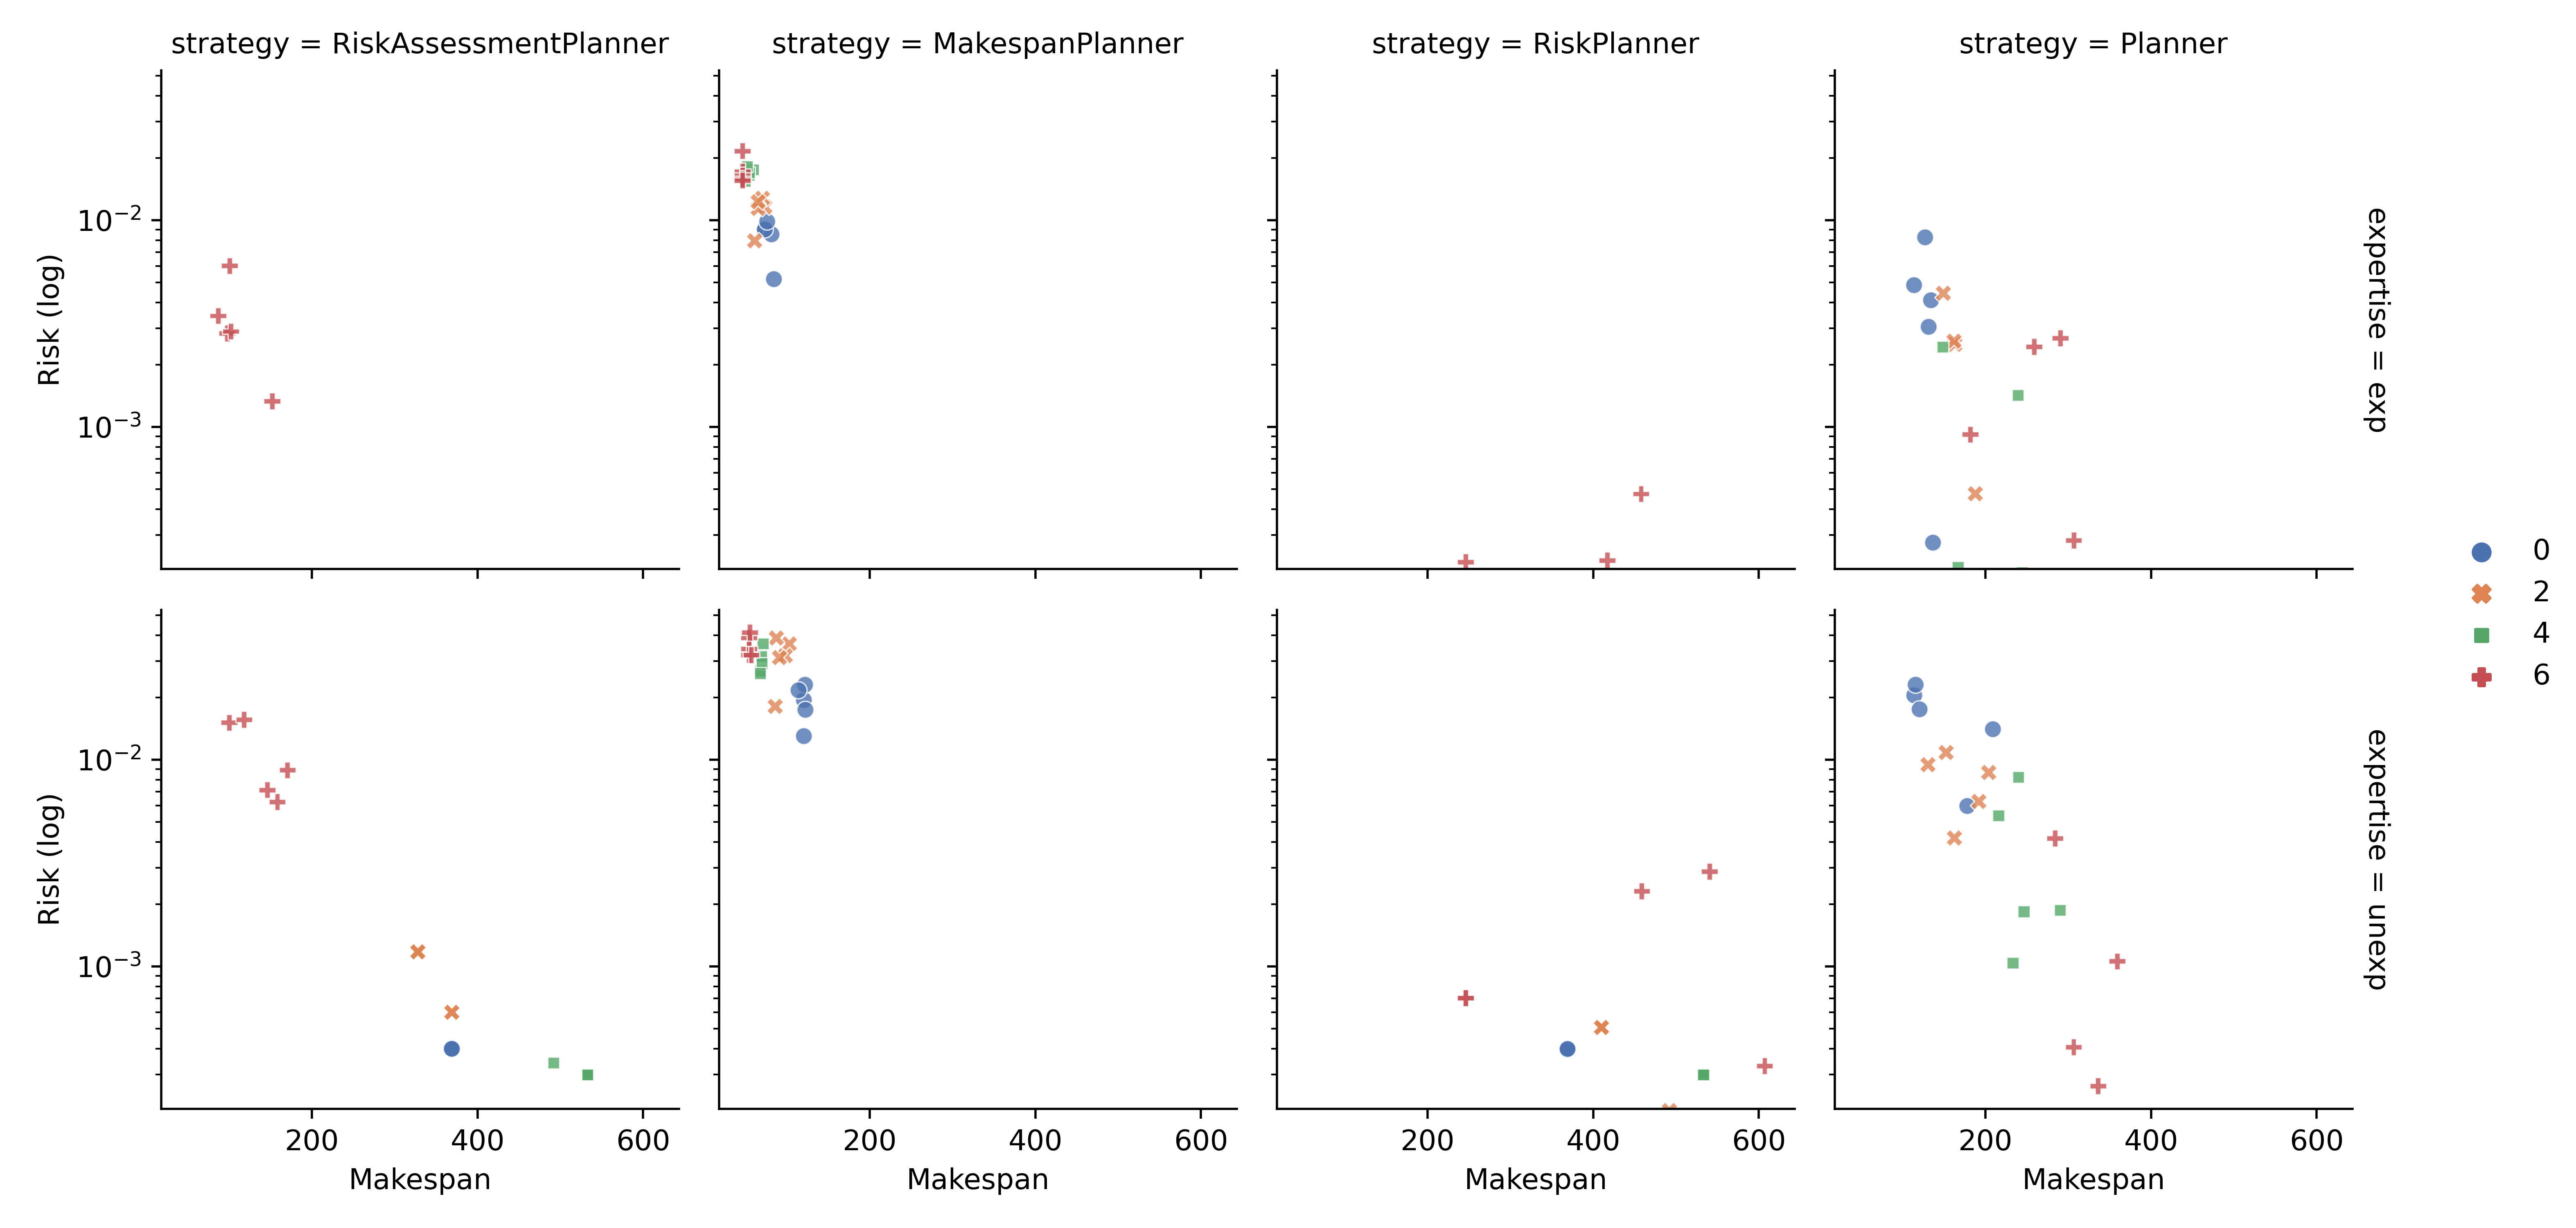 strategy = RiskAssessmentPlanner
strategy = MakespanPlanner
strategy = RiskPlanner
strategy = Planner
Risk (log)
10⁻²
10⁻³
expertise = exp
0
2
4
6
Risk (log)
10⁻²
10⁻³
expertise = unexp
200 400 600
200 400 600
200 400 600
200 400 600
Makespan
Makespan
Makespan
Makespan